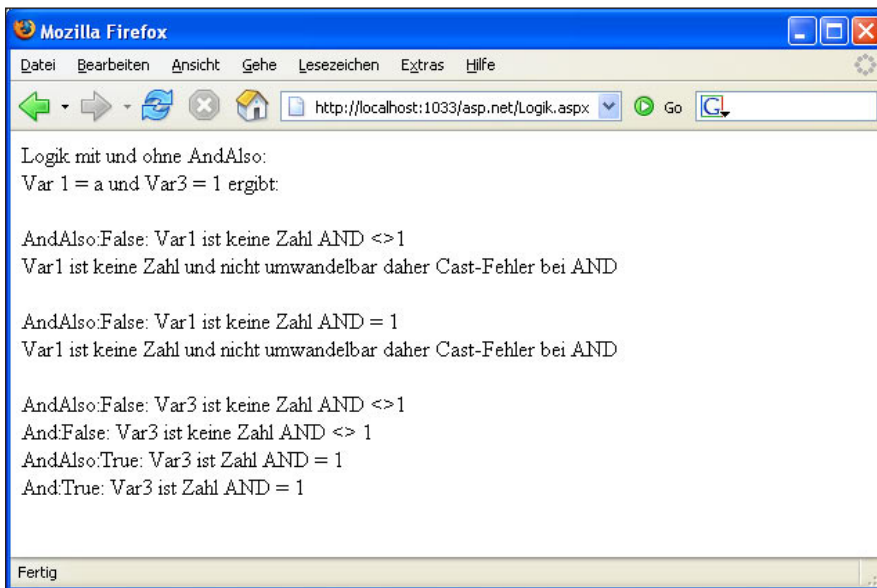 Mozilla Firefox
Datei Bearbeiten Ansicht Gehe Lesezeichen Extras Hilfe
http://localhost:1033/asp.net/Logik.aspx Go G
Logik mit und ohne AndAlso:
Var 1 = a und Var3 = 1 ergibt:
AndAlso:False: Var1 ist keine Zahl AND <>1
Var1 ist keine Zahl und nicht umwandelbar daher Cast-Fehler bei AND
AndAlso:False: Var1 ist keine Zahl AND = 1
Var1 ist keine Zahl und nicht umwandelbar daher Cast-Fehler bei AND
AndAlso:False: Var3 ist keine Zahl AND <>1
And:False: Var3 ist keine Zahl AND <> 1
AndAlso:True: Var3 ist Zahl AND = 1
And:True: Var3 ist Zahl AND = 1
Fertig